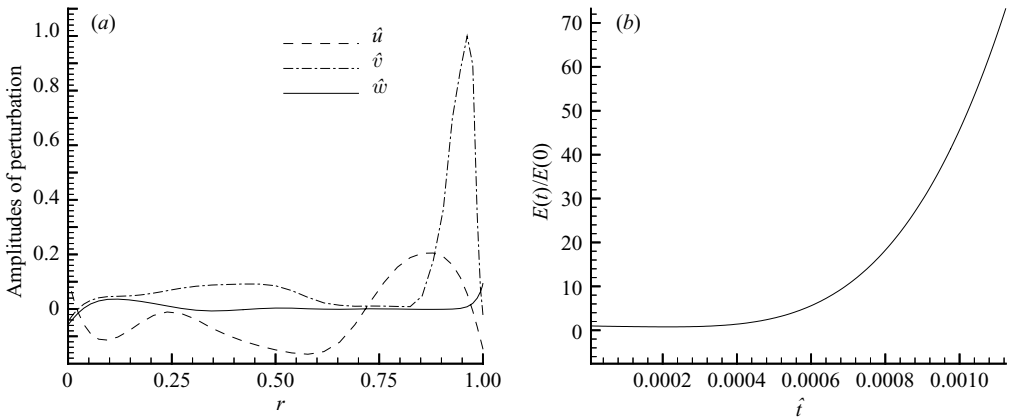 (a)
û
v̂
ŵ
1.0
0.8
0.6
0.4
0.2
0
Amplitudes of perturbation
0 0.25 0.50 0.75 1.00
r
(b)
70
60
50
40
30
20
10
0
E(t)/E(0)
0.0002 0.0004 0.0006 0.0008 0.0010
t̂